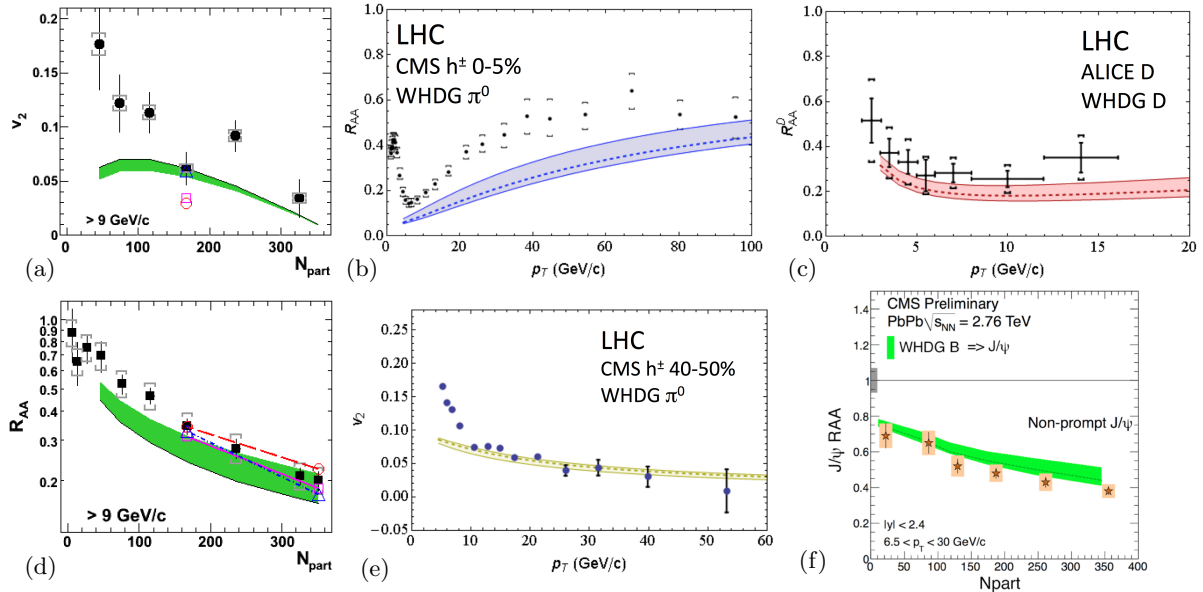 0.2
0.15
0.1
0.05
0
v2
> 9 GeV/c
0 100 200 300
Npart
(a)
1.0
0.8
0.6
0.4
0.2
0.0
RAA
LHC
CMS h± 0-5%
WHDG π0
0 20 40 60 80 100
pT (GeV/c)
(b)
1.0
0.8
0.6
0.4
0.2
0.0
R D AA
LHC
ALICE D
WHDG D
0 5 10 15 20
pT (GeV/c)
(c)
1.0
0.9
0.8
0.7
0.6
0.5
0.4
0.3
0.2
RAA
> 9 GeV/c
0 100 200 300
Npart
(d)
0.25
0.20
0.15
0.10
0.05
0.00
−0.05
v2
LHC
CMS h± 40-50%
WHDG π0
0 10 20 30 40 50 60
pT (GeV/c)
(e)
1.4
1.2
1
0.8
0.6
0.4
0.2
0
J/ψ RAA
CMS Preliminary
PbPb√sNN = 2.76 TeV
WHDG B => J/ψ
Non-prompt J/ψ
|y| < 2.4
6.5 < pT < 30 GeV/c
0 50 100 150 200 250 300 350 400
Npart
(f)